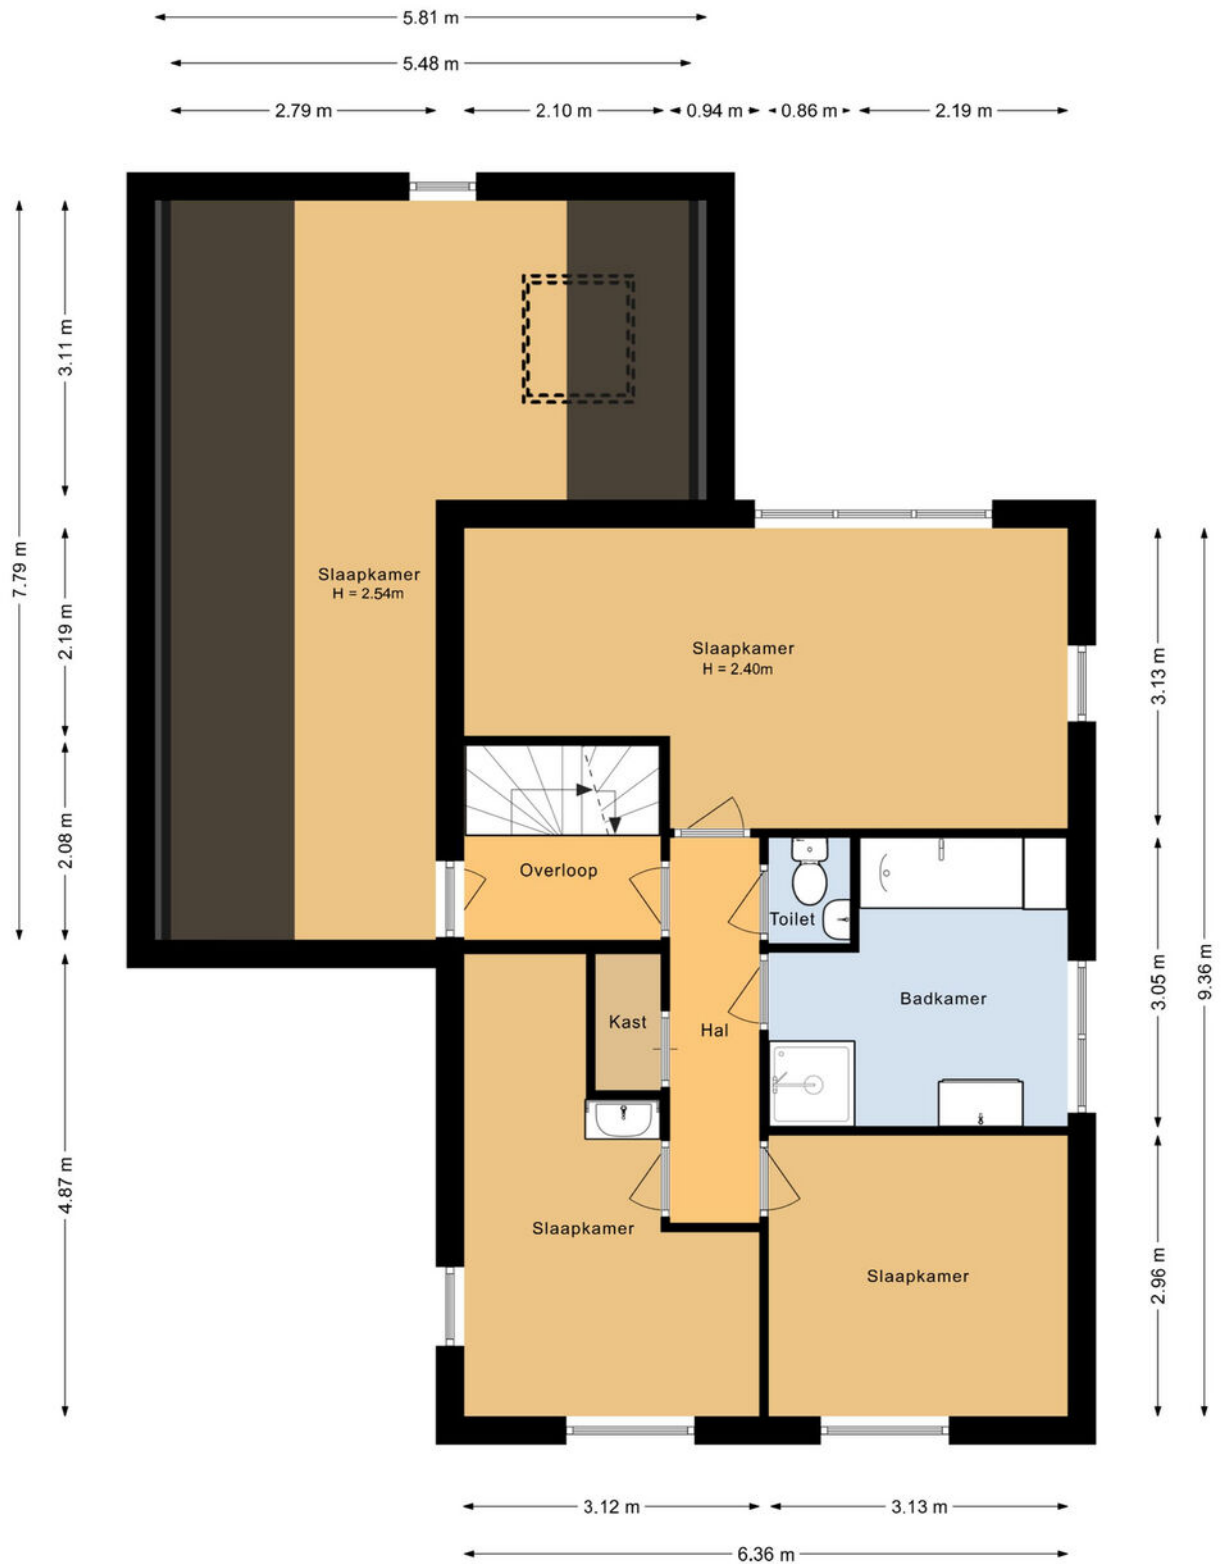 5.81 m
5.48 m
2.79 m
2.10 m
0.94 m
0.86 m
2.19 m
3.11 m
7.79 m
2.19 m
2.08 m
4.87 m
Slaapkamer
H = 2.54m
Slaapkamer
H = 2.40m
Overloop
Toilet
Kast
Hal
Badkamer
Slaapkamer
Slaapkamer
3.13 m
3.05 m
9.36 m
2.96 m
3.12 m
3.13 m
6.36 m